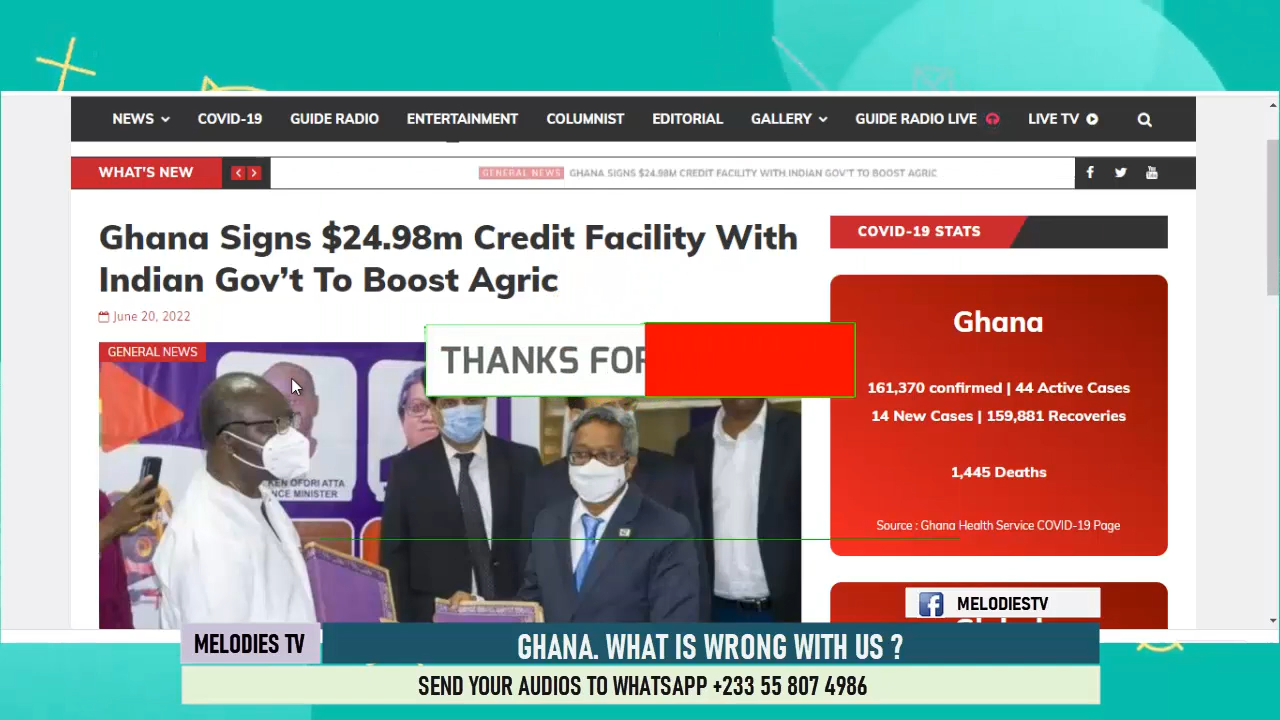 NEWS COVID-19 GUIDE RADIO ENTERTAINMENT COLUMNIST EDITORIAL GALLERY GUIDE RADIO LIVE LIVE TV
WHAT'S NEW
GENERAL NEWS GHANA SIGNS $24.98M CREDIT FACILITY WITH INDIAN GOV'T TO BOOST AGRIC
Ghana Signs $24.98m Credit Facility With
Indian Gov't To Boost Agric
June 20, 2022
GENERAL NEWS
THANKS FOR
KEN OFORI ATTA
NCE MINISTER
COVID-19 STATS
Ghana
161,370 confirmed | 44 Active Cases
14 New Cases | 159,881 Recoveries
1,445 Deaths
Source : Ghana Health Service COVID-19 Page
MELODIESTV
MELODIES TV
GHANA. WHAT IS WRONG WITH US ?
SEND YOUR AUDIOS TO WHATSAPP +233 55 807 4986